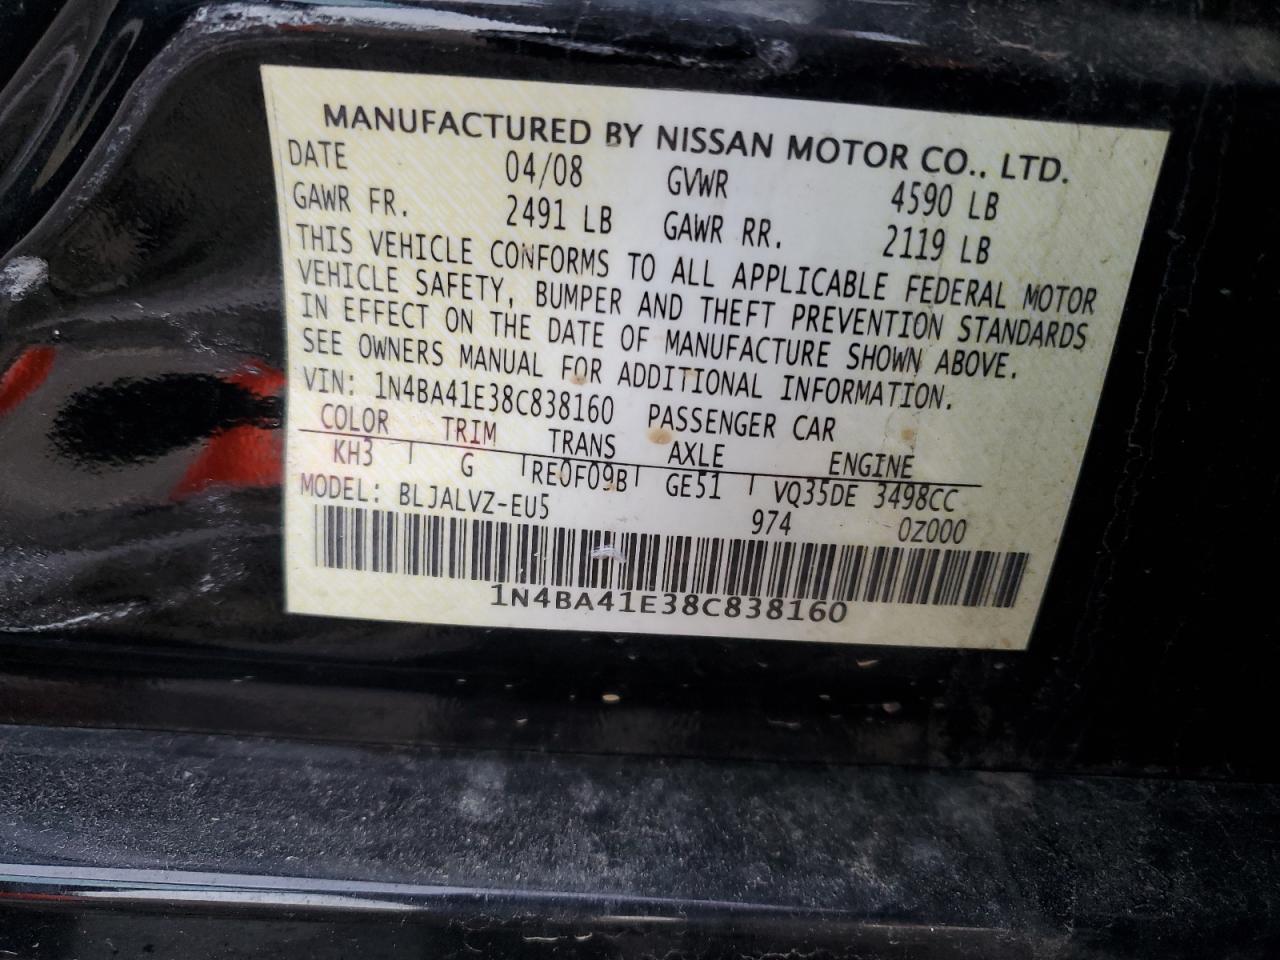 MANUFACTURED BY NISSAN MOTOR CO., LTD.
DATE 04/08 GVWR 4590 LB
GAWR FR. 2491 LB GAWR RR. 2119 LB
THIS VEHICLE CONFORMS TO ALL APPLICABLE FEDERAL MOTOR
VEHICLE SAFETY, BUMPER AND THEFT PREVENTION STANDARDS
IN EFFECT ON THE DATE OF MANUFACTURE SHOWN ABOVE.
SEE OWNERS MANUAL FOR ADDITIONAL INFORMATION.
VIN: 1N4BA41E38C838160 PASSENGER CAR
COLOR TRIM TRANS AXLE ENGINE
KH3 G RE0F09B GE51 VQ35DE 3498CC
MODEL: BLJALVZ-EU5 974 0Z000
1N4BA41E38C838160